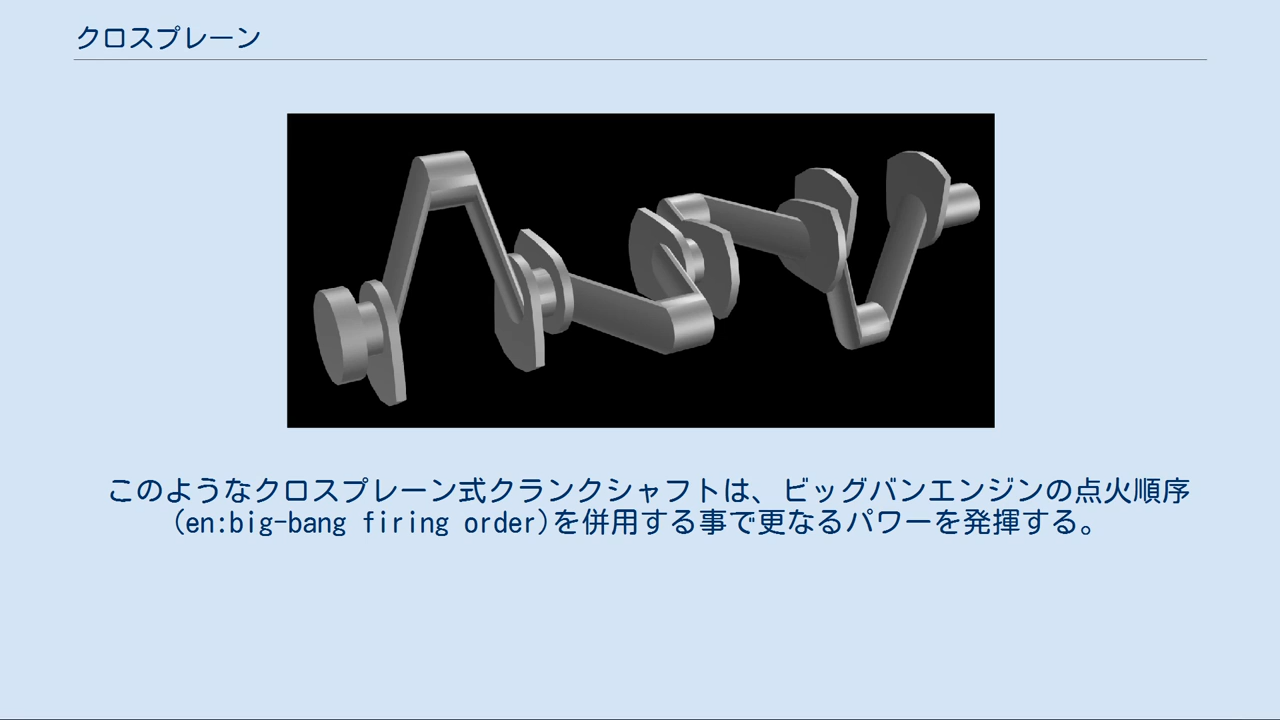 クロスプレーン
このようなクロスプレーン式クランクシャフトは、ビッグバンエンジンの点火順序
(en:big-bang firing order)を併用する事で更なるパワーを発揮する。